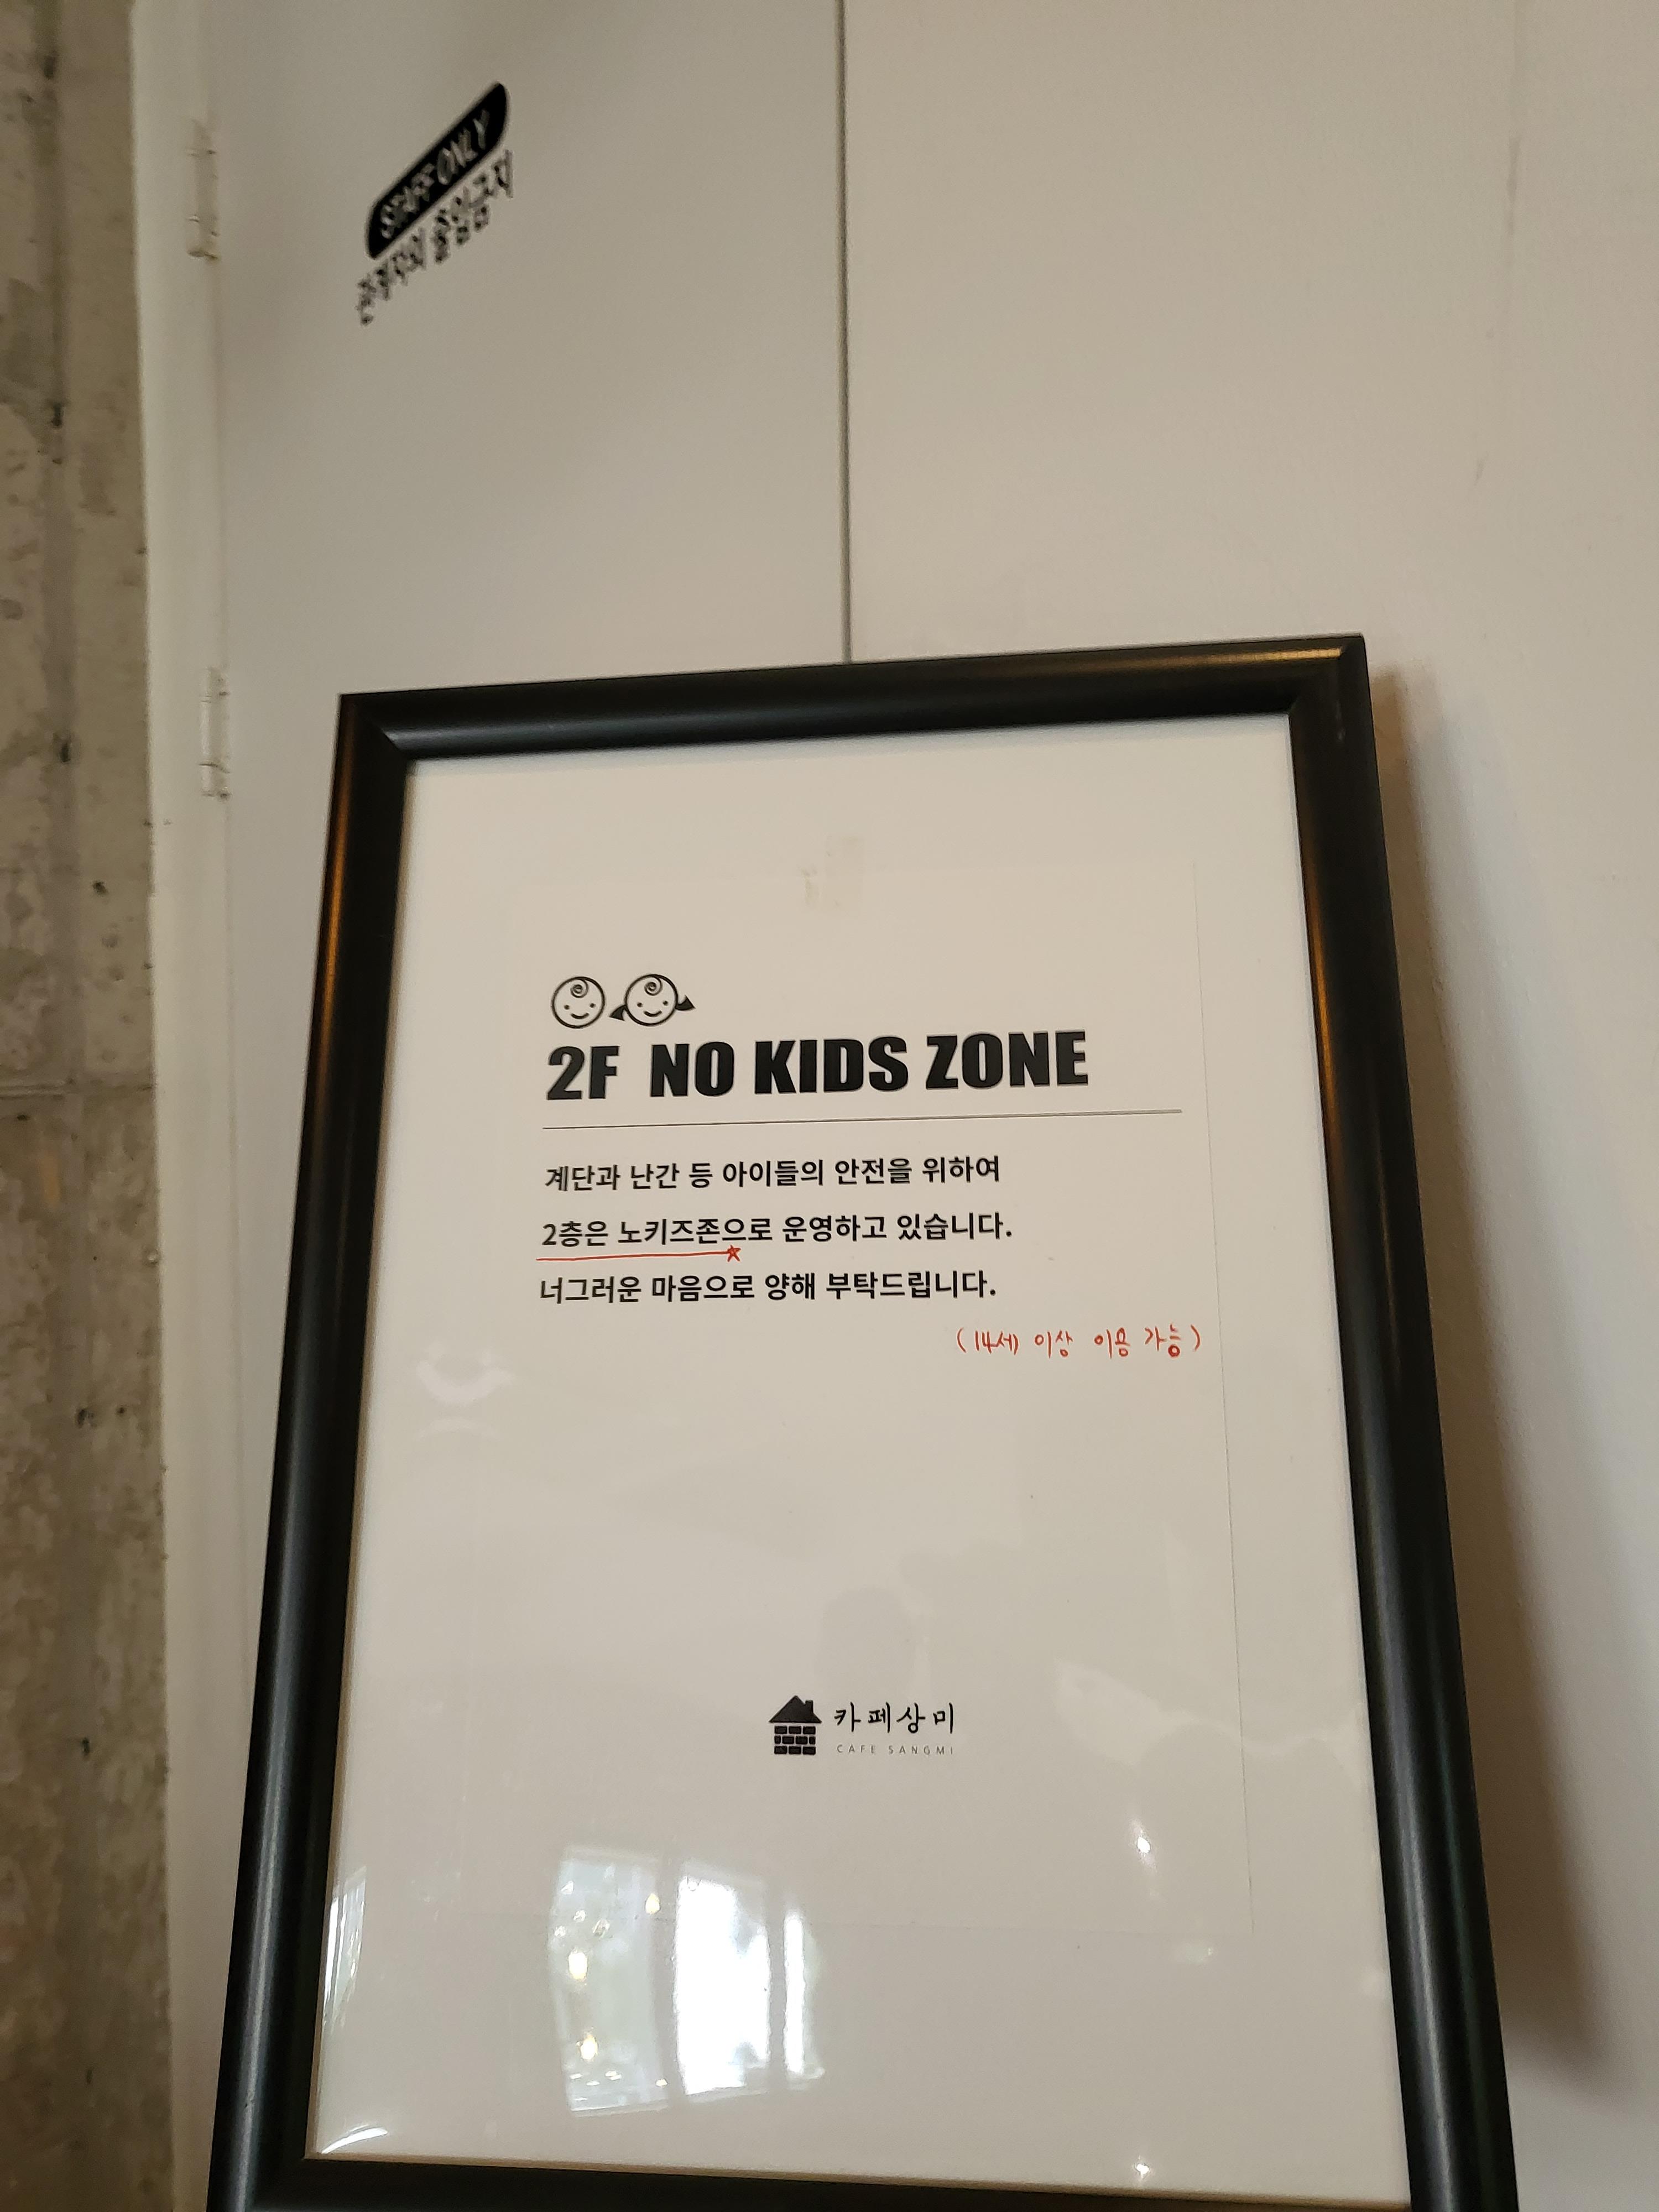 STAFF ONLY
관계자외 출입금지
2F NO KIDS ZONE
계단과 난간 등 아이들의 안전을 위하여
2층은 노키즈존으로 운영하고 있습니다.
너그러운 마음으로 양해 부탁드립니다.
(14세 이상 이용 가능)
카페상미
CAFE SANGMI